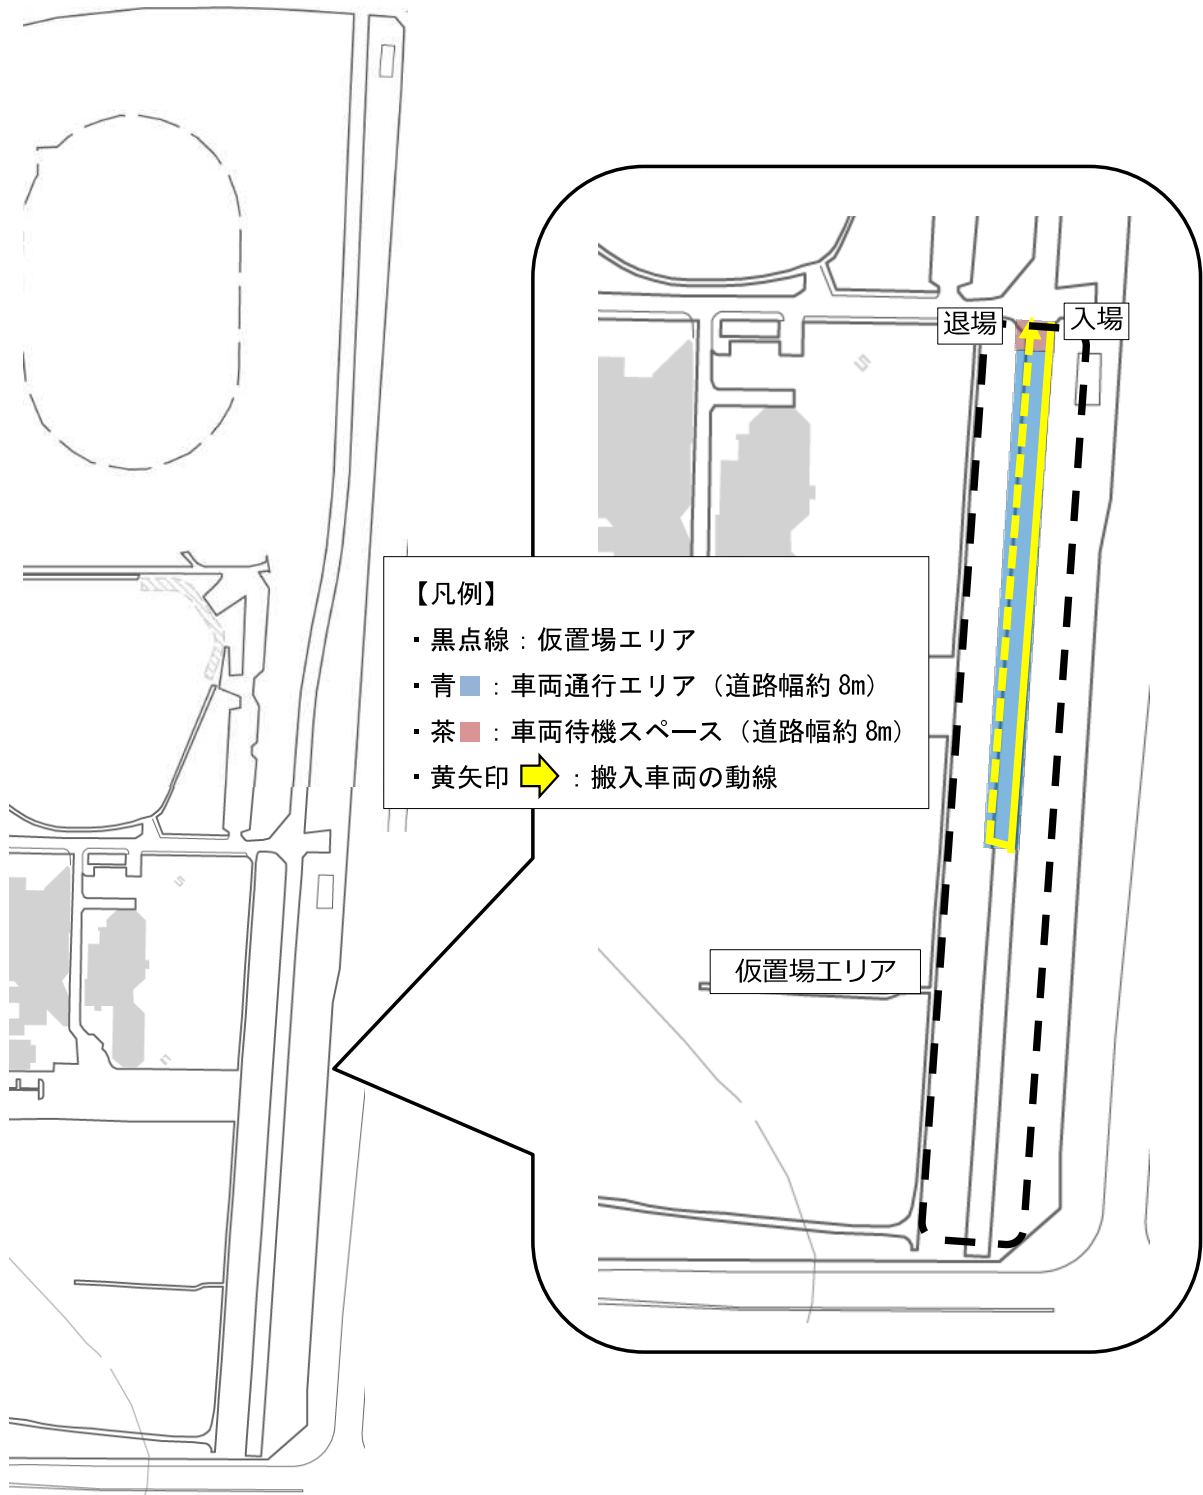 退場
入場
【凡例】
・黒点線：仮置場エリア
・青■：車両通行エリア（道路幅約 8m）
・茶■：車両待機スペース（道路幅約 8m）
・黄矢印　：搬入車両の動線
仮置場エリア